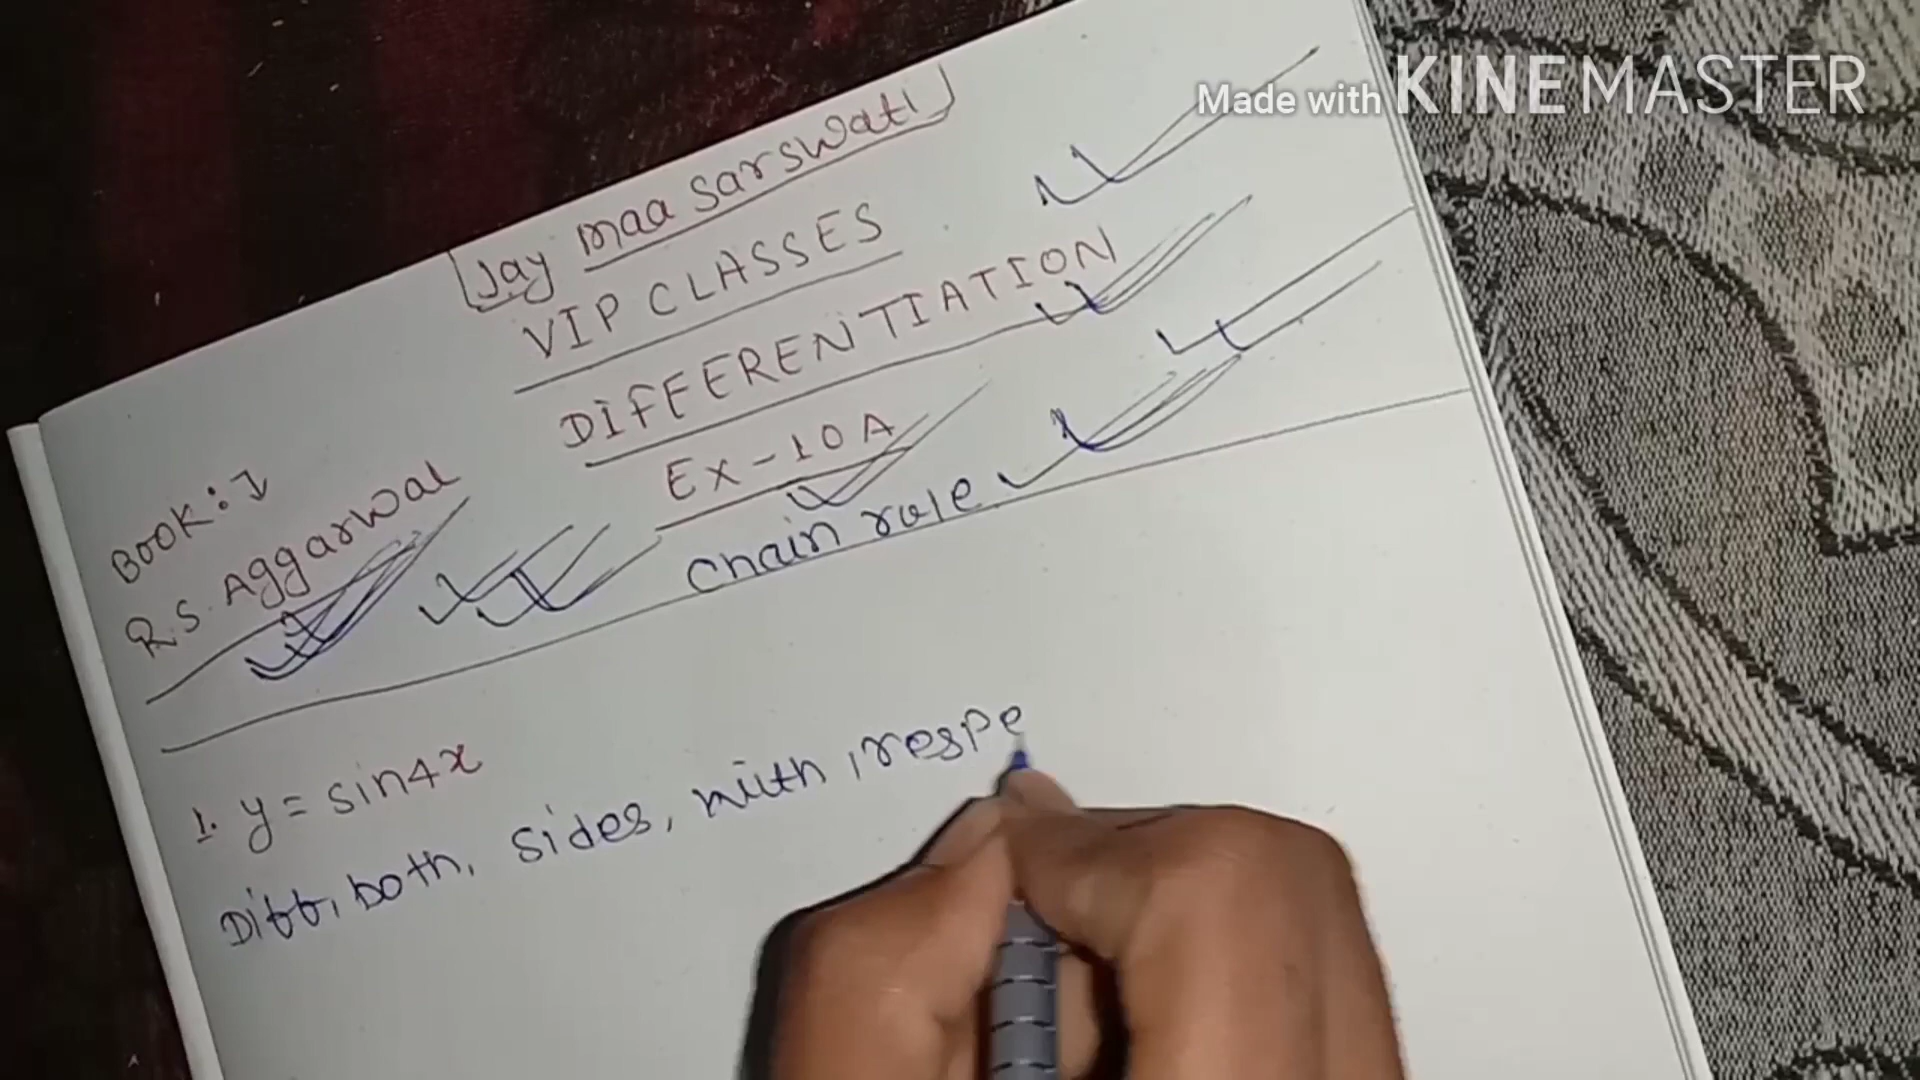 Made with KINEMASTER
Jay maa Sarswati
VIP CLASSES
DIFFERENTIATION
EX-10A
BOOK:↓
R.S. Aggarwal
Chain rule
1. y = sin4x
Diff, both, sides, with, respe